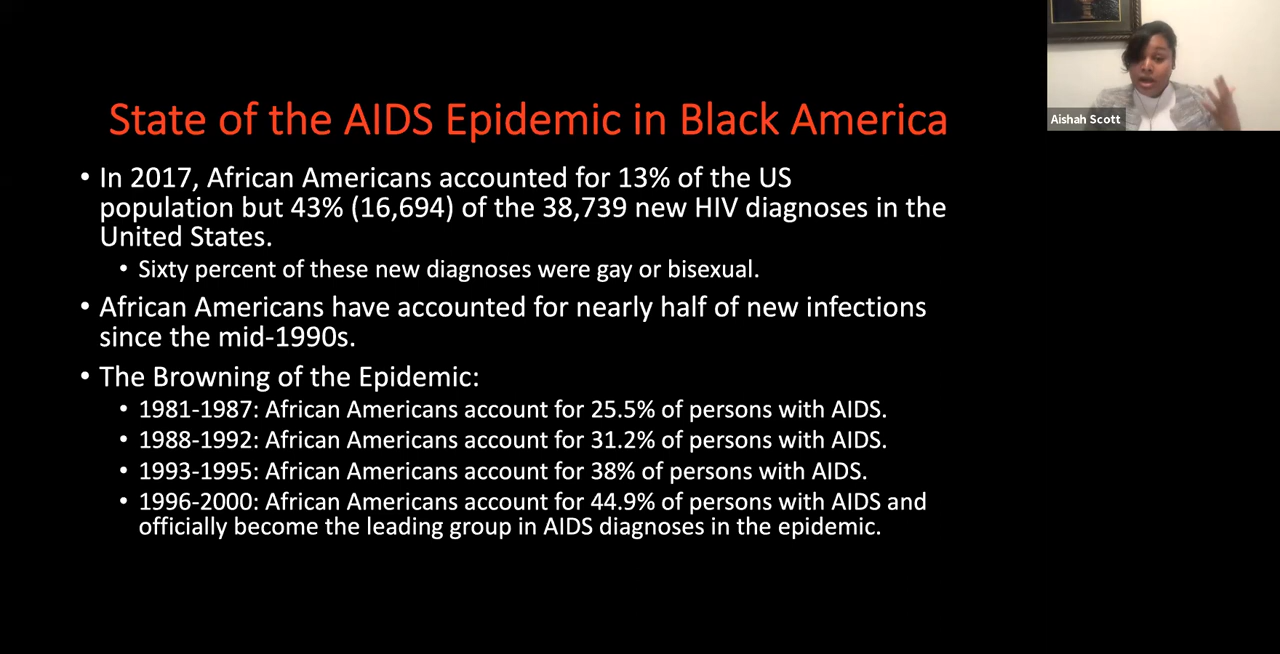 State of the AIDS Epidemic in Black America
• In 2017, African Americans accounted for 13% of the US
population but 43% (16,694) of the 38,739 new HIV diagnoses in the
United States.
• Sixty percent of these new diagnoses were gay or bisexual.
• African Americans have accounted for nearly half of new infections
since the mid-1990s.
• The Browning of the Epidemic:
• 1981-1987: African Americans account for 25.5% of persons with AIDS.
• 1988-1992: African Americans account for 31.2% of persons with AIDS.
• 1993-1995: African Americans account for 38% of persons with AIDS.
• 1996-2000: African Americans account for 44.9% of persons with AIDS and
officially become the leading group in AIDS diagnoses in the epidemic.
Aishah Scott